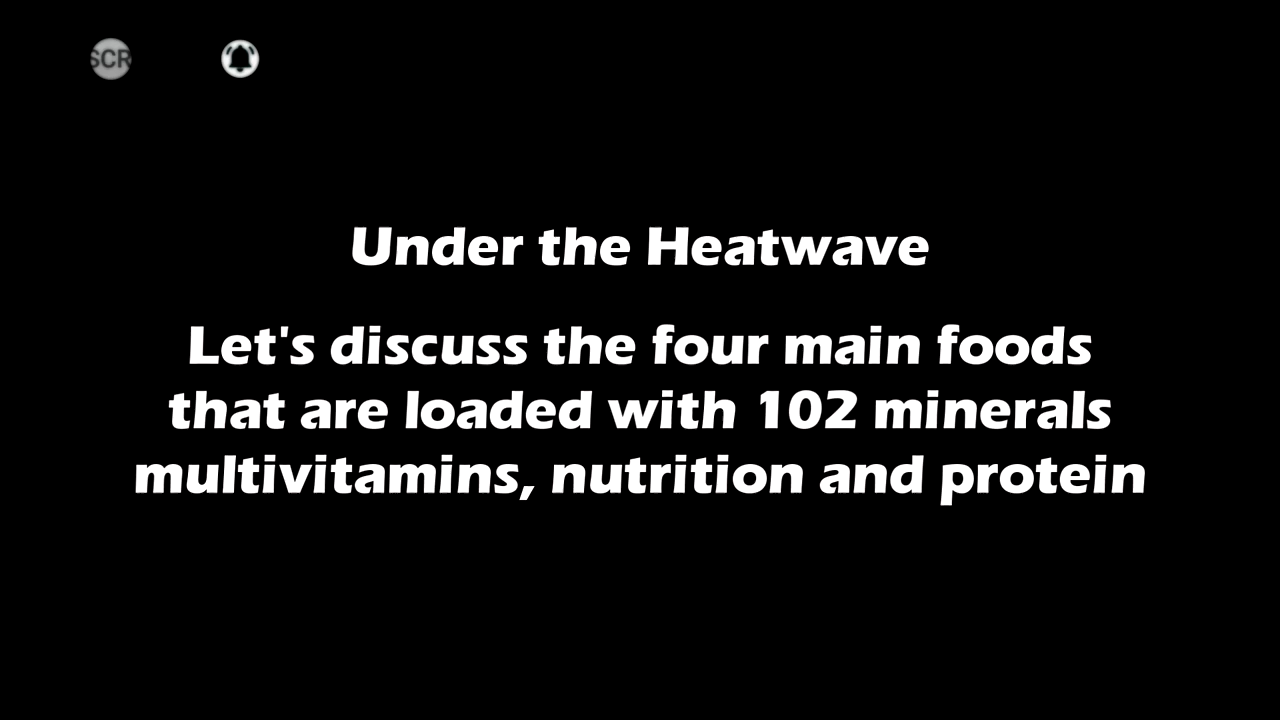 SCR
Under the Heatwave
Let's discuss the four main foods
that are loaded with 102 minerals
multivitamins, nutrition and protein